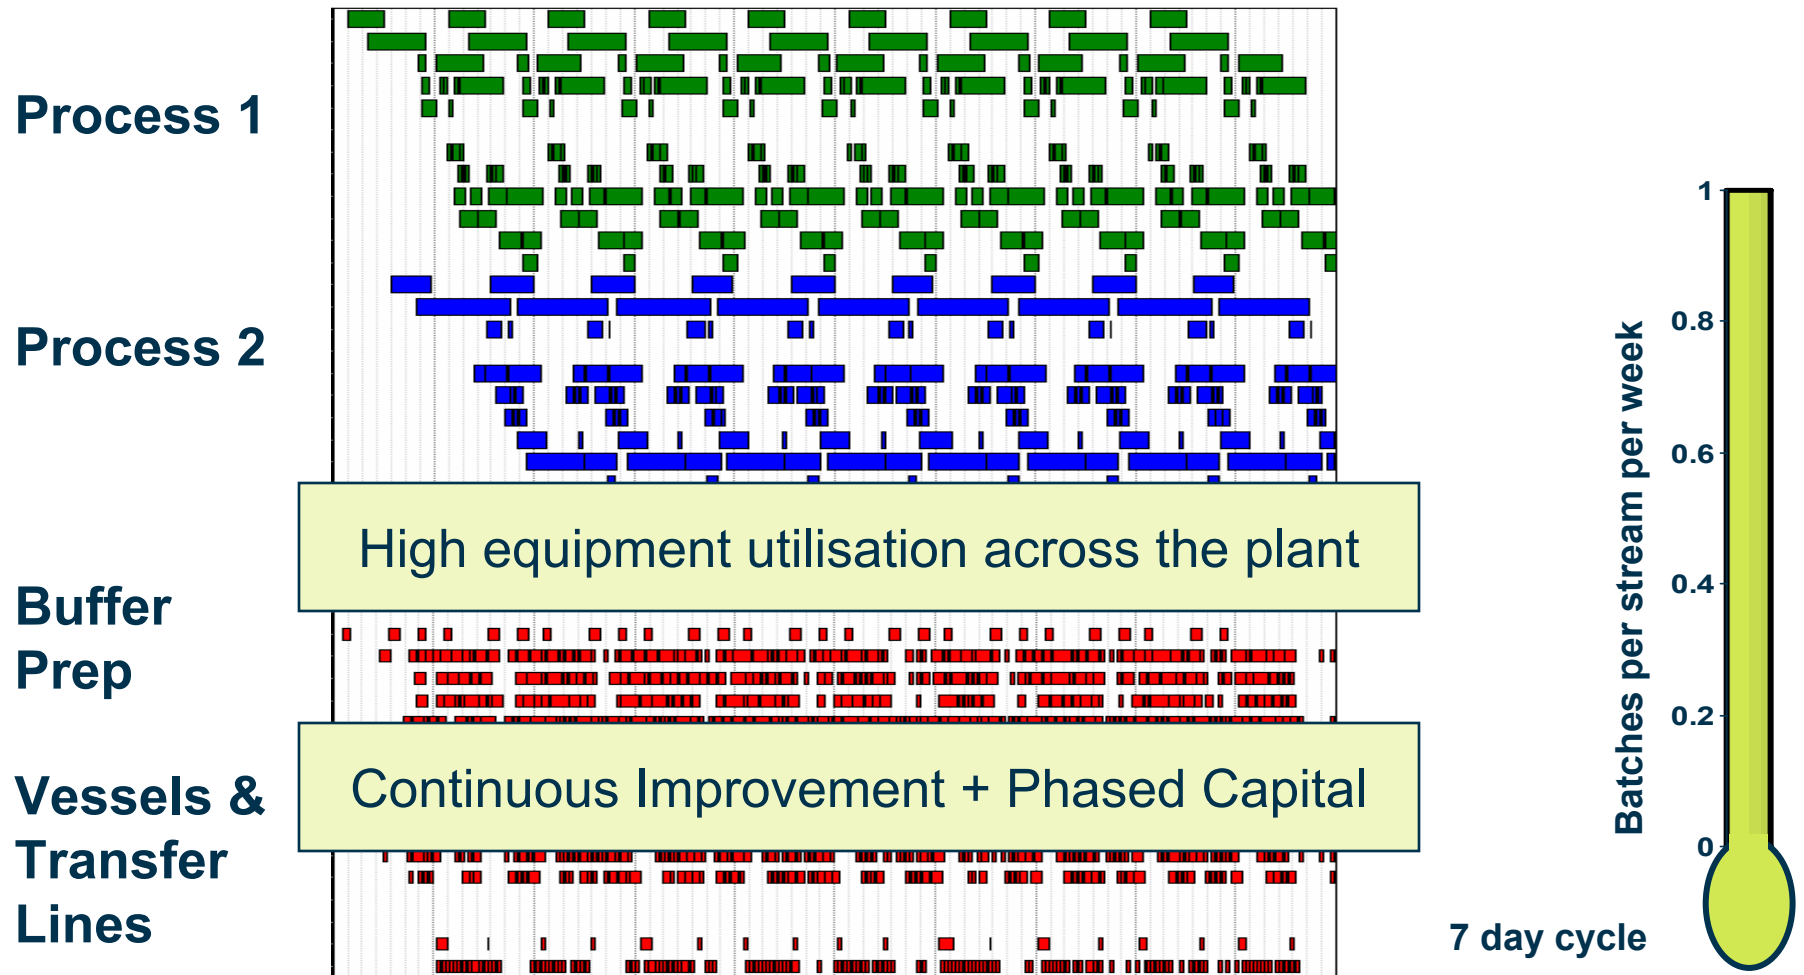 Process 1
Process 2
High equipment utilisation across the plant
Buffer
Prep
Continuous Improvement + Phased Capital
Vessels &
Transfer
Lines
Batches per stream per week
1
0.8
0.6
0.4
0.2
0
7 day cycle